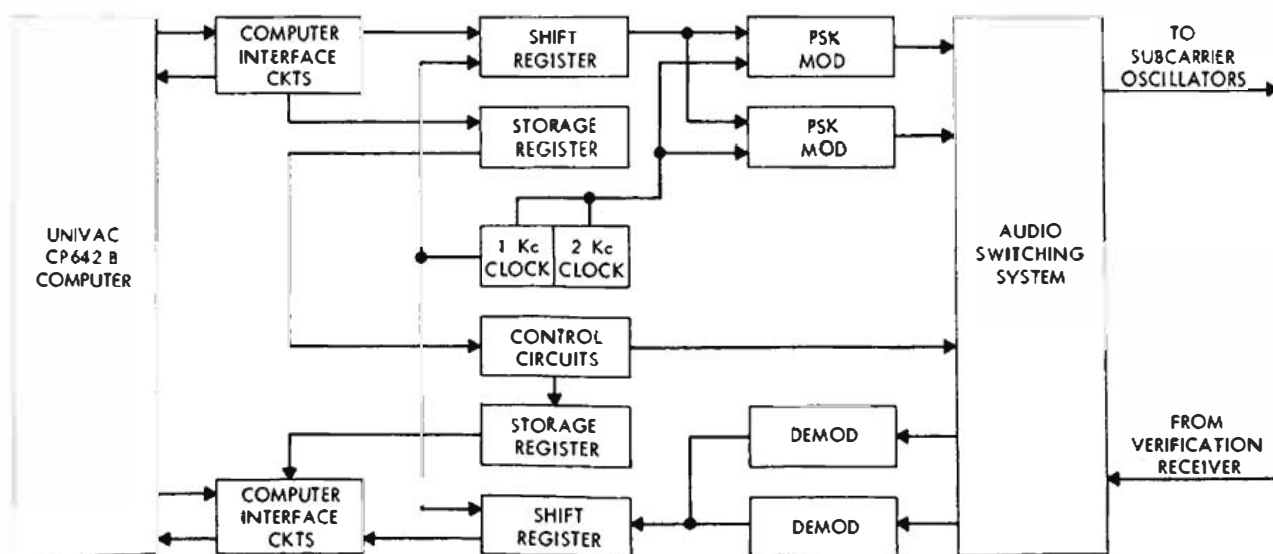 COMPUTER
INTERFACE
CKTS
SHIFT
REGISTER
PSK
MOD
TO
SUBCARRIER
OSCILLATORS
STORAGE
REGISTER
PSK
MOD
UNIVAC
CP642 B
COMPUTER
1 Kc
CLOCK
2 Kc
CLOCK
AUDIO
SWITCHING
SYSTEM
CONTROL
CIRCUITS
STORAGE
REGISTER
DEMOD
FROM
VERIFICATION
RECEIVER
COMPUTER
INTERFACE
CKTS
SHIFT
REGISTER
DEMOD